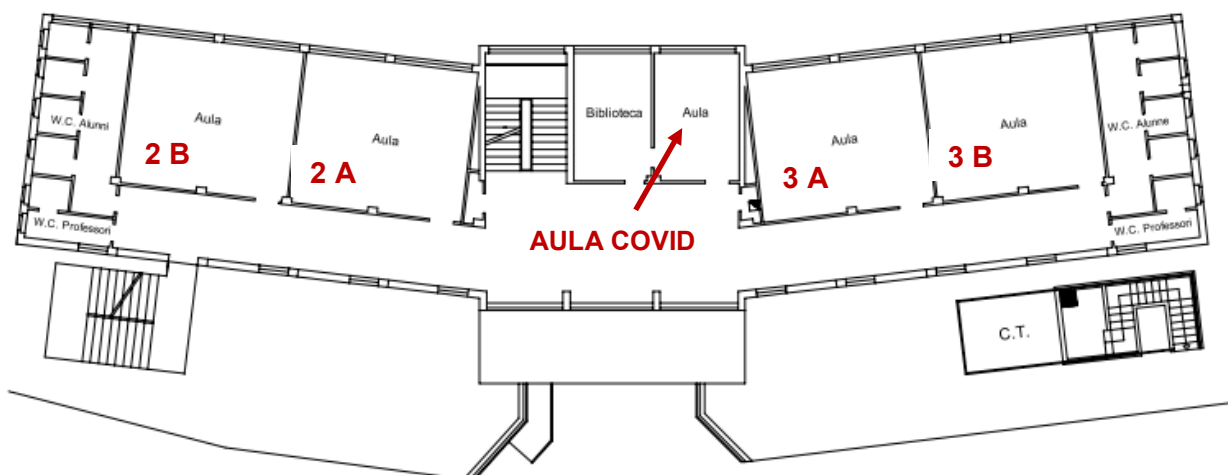 W.C. Alunni
Aula
2 B
Aula
2 A
W.C. Professori
Biblioteca
Aula
AULA COVID
Aula
3 A
Aula
3 B
W.C. Alunne
W.C. Professori
C.T.